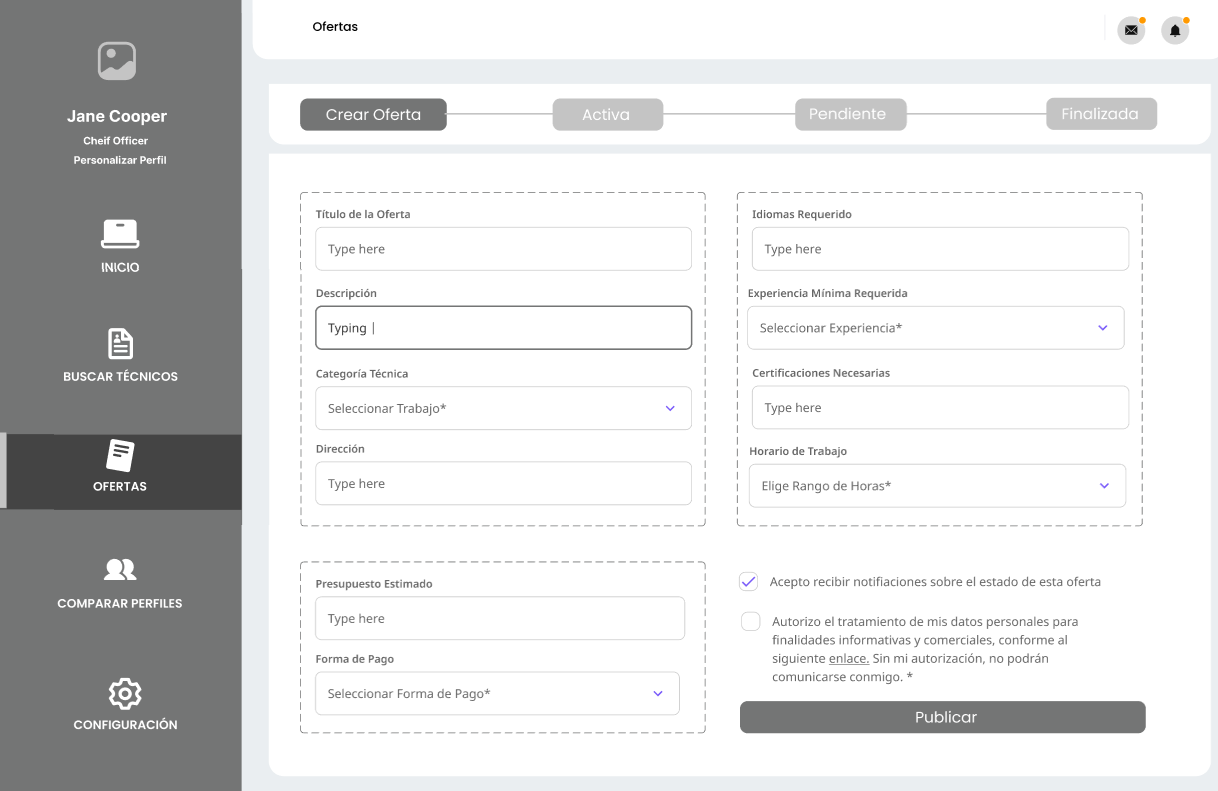 Jane Cooper
Cheif Officer
Personalizar Perfil
INICIO
BUSCAR TÉCNICOS
OFERTAS
COMPARAR PERFILES
CONFIGURACIÓN
Ofertas
Crear Oferta
Activa
Pendiente
Finalizada
Título de la Oferta
Type here
Descripción
Typing |
Categoría Técnica
Seleccionar Trabajo*
Dirección
Type here
Idiomas Requerido
Type here
Experiencia Mínima Requerida
Seleccionar Experiencia*
Certificaciones Necesarias
Type here
Horario de Trabajo
Elige Rango de Horas*
Presupuesto Estimado
Type here
Forma de Pago
Seleccionar Forma de Pago*
Acepto recibir notifiaciones sobre el estado de esta oferta
Autorizo el tratamiento de mis datos personales para
finalidades informativas y comerciales, conforme al
siguiente enlace. Sin mi autorización, no podrán
comunicarse conmigo. *
Publicar